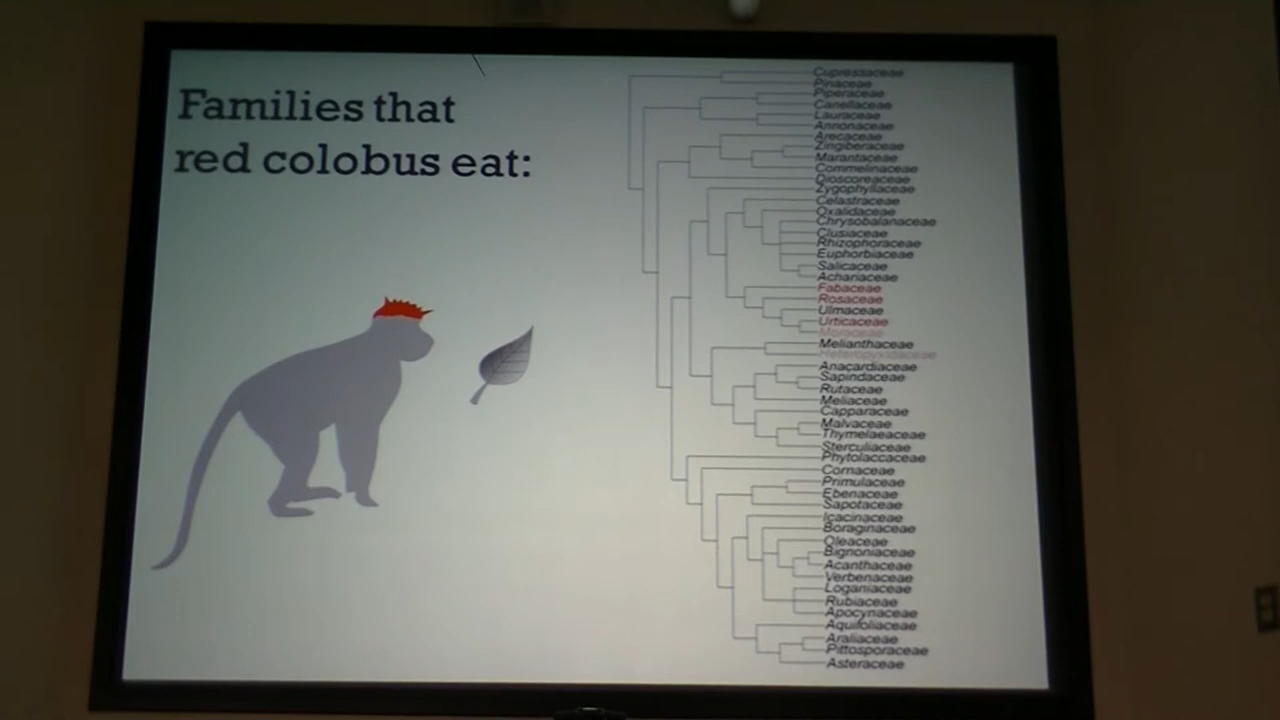 Families that
red colobus eat:
Cupressaceae
Pinaceae
Piperaceae
Canellaceae
Lauraceae
Annonaceae
Arecaceae
Zingiberaceae
Marantaceae
Commelinaceae
Dioscoreaceae
Zygophyllaceae
Celastraceae
Oxalidaceae
Chrysobalanaceae
Clusiaceae
Rhizophoraceae
Euphorbiaceae
Salicaceae
Achariaceae
Fabaceae
Rosaceae
Ulmaceae
Urticaceae
Moraceae
Melianthaceae
Heteropyxidaceae
Anacardiaceae
Sapindaceae
Rutaceae
Meliaceae
Capparaceae
Malvaceae
Thymelaeaceae
Sterculiaceae
Phytolaccaceae
Cornaceae
Primulaceae
Ebenaceae
Sapotaceae
Icacinaceae
Boraginaceae
Oleaceae
Bignoniaceae
Acanthaceae
Verbenaceae
Loganiaceae
Rubiaceae
Apocynaceae
Aquifoliaceae
Araliaceae
Pittosporaceae
Asteraceae